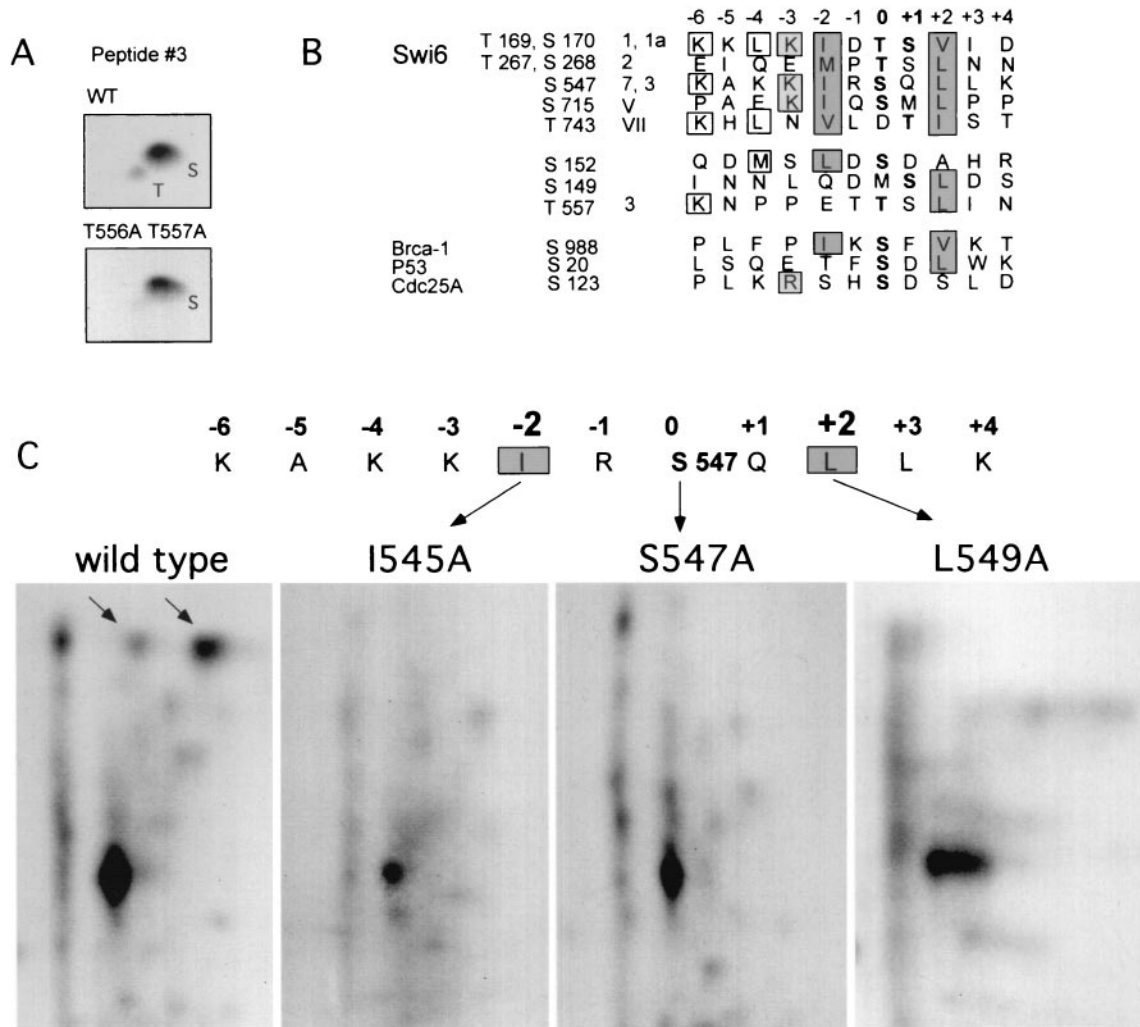 A
Peptide #3
WT
S
T
T556A T557A
S
B
-6 -5 -4 -3 -2 -1 0 +1 +2 +3 +4
Swi6
T 169, S 170 1, 1a K K L K I D T S V I D
T 267, S 268 2 E I Q E M P T S L N N
S 547 7, 3 K A K K I R S Q L L K
S 715 V P A E K I Q S M L P P
T 743 VII K H L N V L D T I S T
S 152 Q D M S L D S D A H R
S 149 I N N L Q D M S L D S
T 557 3 K N P P E T T S L I N
Brca-1 S 988 P L F P I K S F V K T
P53 S 20 L S Q E T F S D L W K
Cdc25A S 123 P L K R S H S D S L D
C
-6 -5 -4 -3 -2 -1 0 +1 +2 +3 +4
K A K K I R S 547 Q L L K
wild type I545A S547A L549A